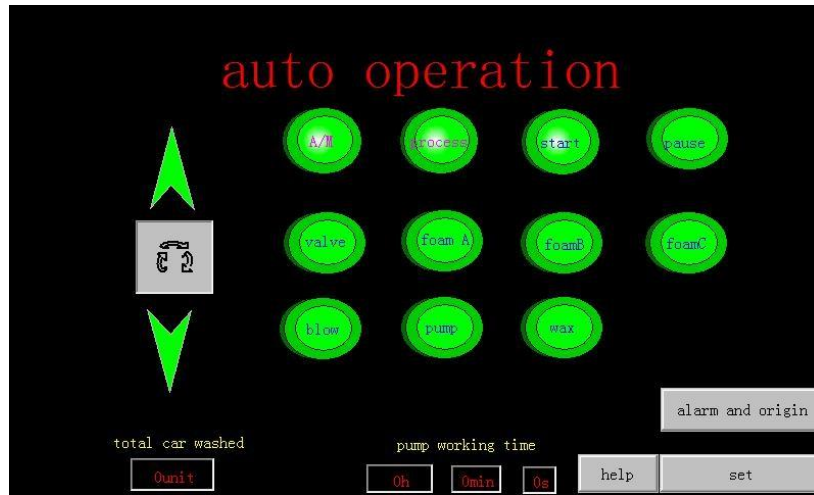 auto operation
A/M process start pause
valve foam A foamB foamC
blow pump wax
alarm and origin
total car washed
pump working time
0unit
0h 0min 0s
help
set